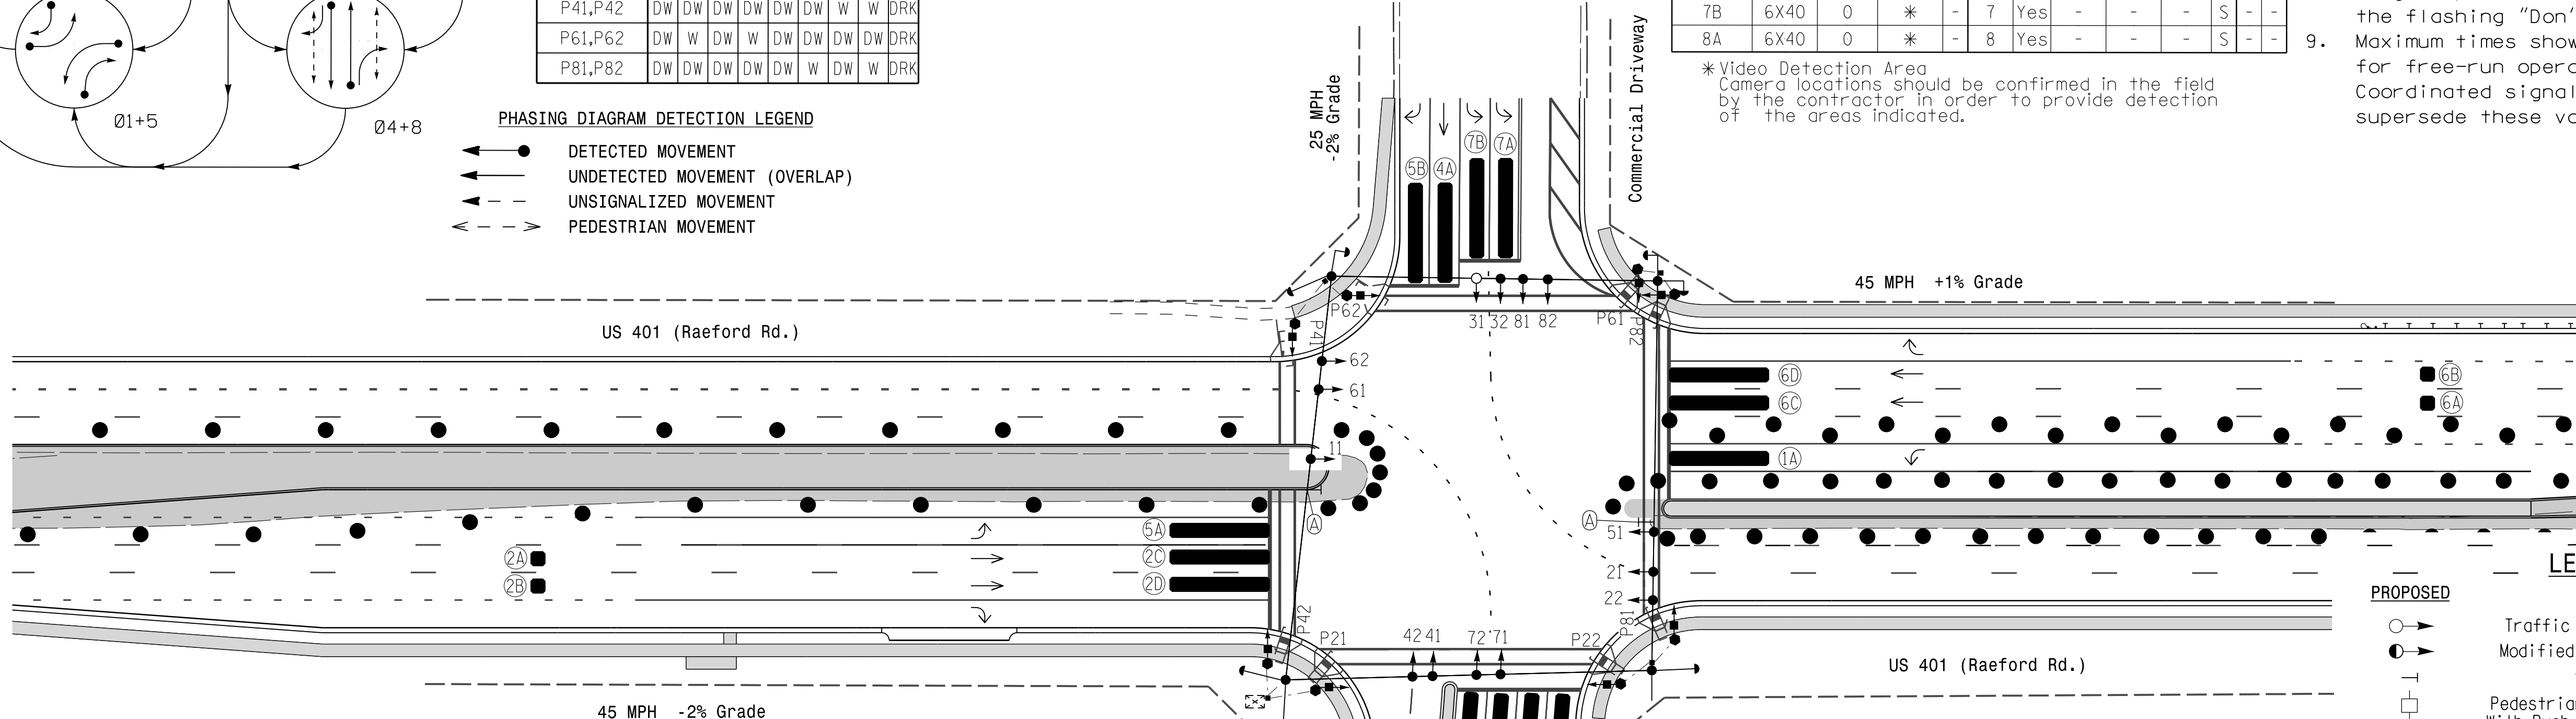 P41,P42 DW DW DW DW DW DW W W DRK
P61,P62 DW W DW W DW DW DW DW DRK
P81,P82 DW DW DW DW DW W DW W DRK
Ø1+5
Ø4+8
PHASING DIAGRAM DETECTION LEGEND
DETECTED MOVEMENT
UNDETECTED MOVEMENT (OVERLAP)
UNSIGNALIZED MOVEMENT
PEDESTRIAN MOVEMENT
25 MPH
-2% Grade
Commercial Driveway
7B 6X40 0 * - 7 Yes - - - S - -
8A 6X40 0 * - 8 Yes - - - S - -
* Video Detection Area
Camera locations should be confirmed in the field
by the contractor in order to provide detection
of the areas indicated.
the flashing "Don'
9. Maximum times show
for free-run opera
Coordinated signal
supersede these va
5B 4A 7B 7A
45 MPH +1% Grade
US 401 (Raeford Rd.)
P62 P41
31 32 81 82
P61 P82
62
61
11
A
6D
6C
1A
6B
6A
5A
2C
2D
2A
2B
A
51
21
22
P42 P21
42 41 72 71
P22 P81
US 401 (Raeford Rd.)
45 MPH -2% Grade
LE
PROPOSED
Traffic
Modified
Pedestria